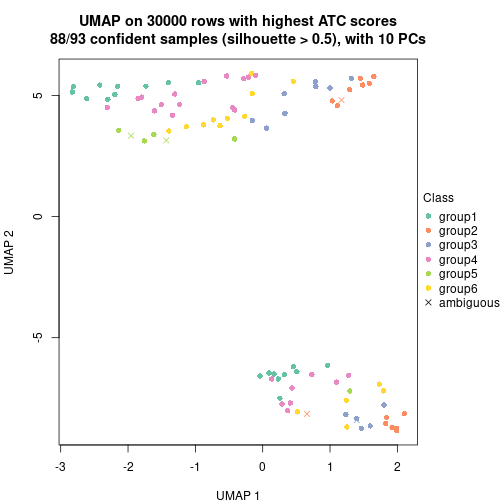 UMAP on 30000 rows with highest ATC scores
88/93 confident samples (silhouette > 0.5), with 10 PCs
5
0
-5
UMAP 2
-3
-2
-1
0
1
2
UMAP 1
Class
group1
group2
group3
group4
group5
group6
ambiguous